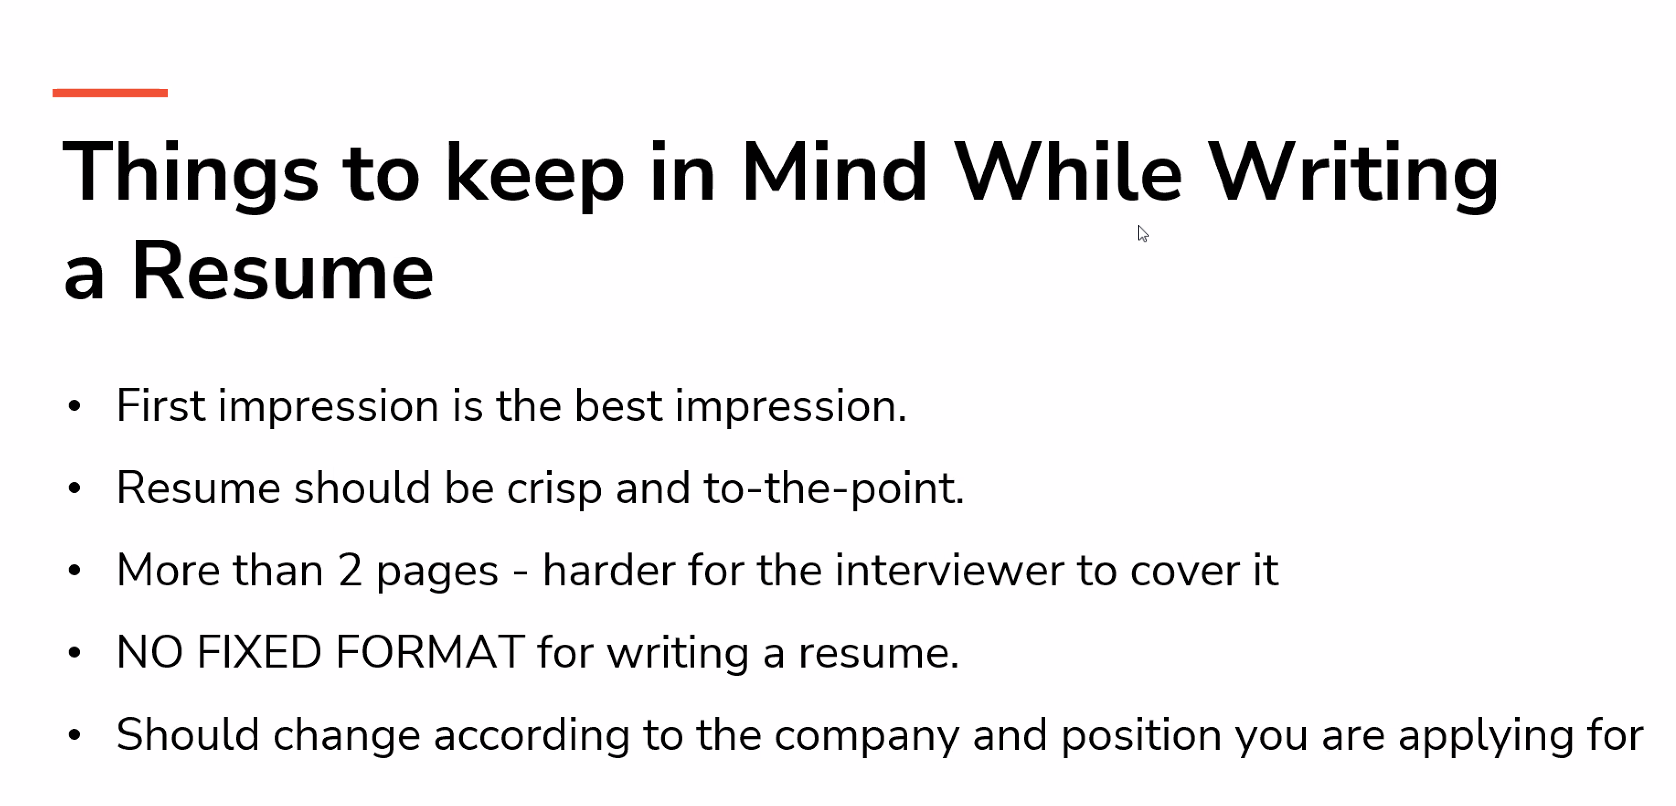 Things to keep in Mind While Writing
a Resume
• First impression is the best impression.
• Resume should be crisp and to-the-point.
• More than 2 pages - harder for the interviewer to cover it
• NO FIXED FORMAT for writing a resume.
• Should change according to the company and position you are applying for